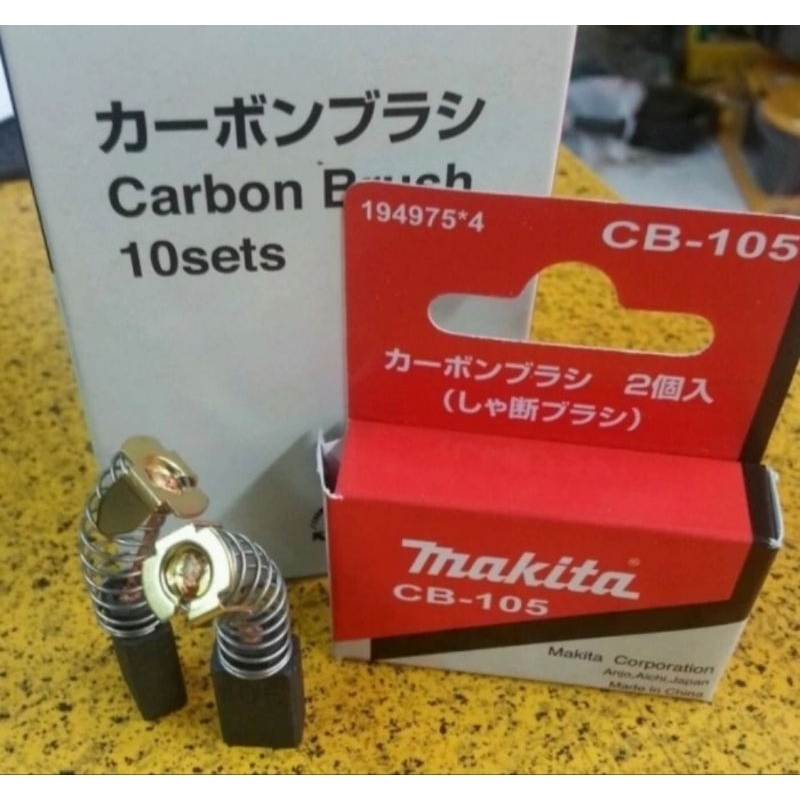 カーボンブラシ
Carbon Brush
10sets
194975*4
CB-105
カーボンブラシ 2個入
(しゃ断ブラシ)
makita
CB-105
Makita Corporation
Anjo,Aichi,Japan
Made in China